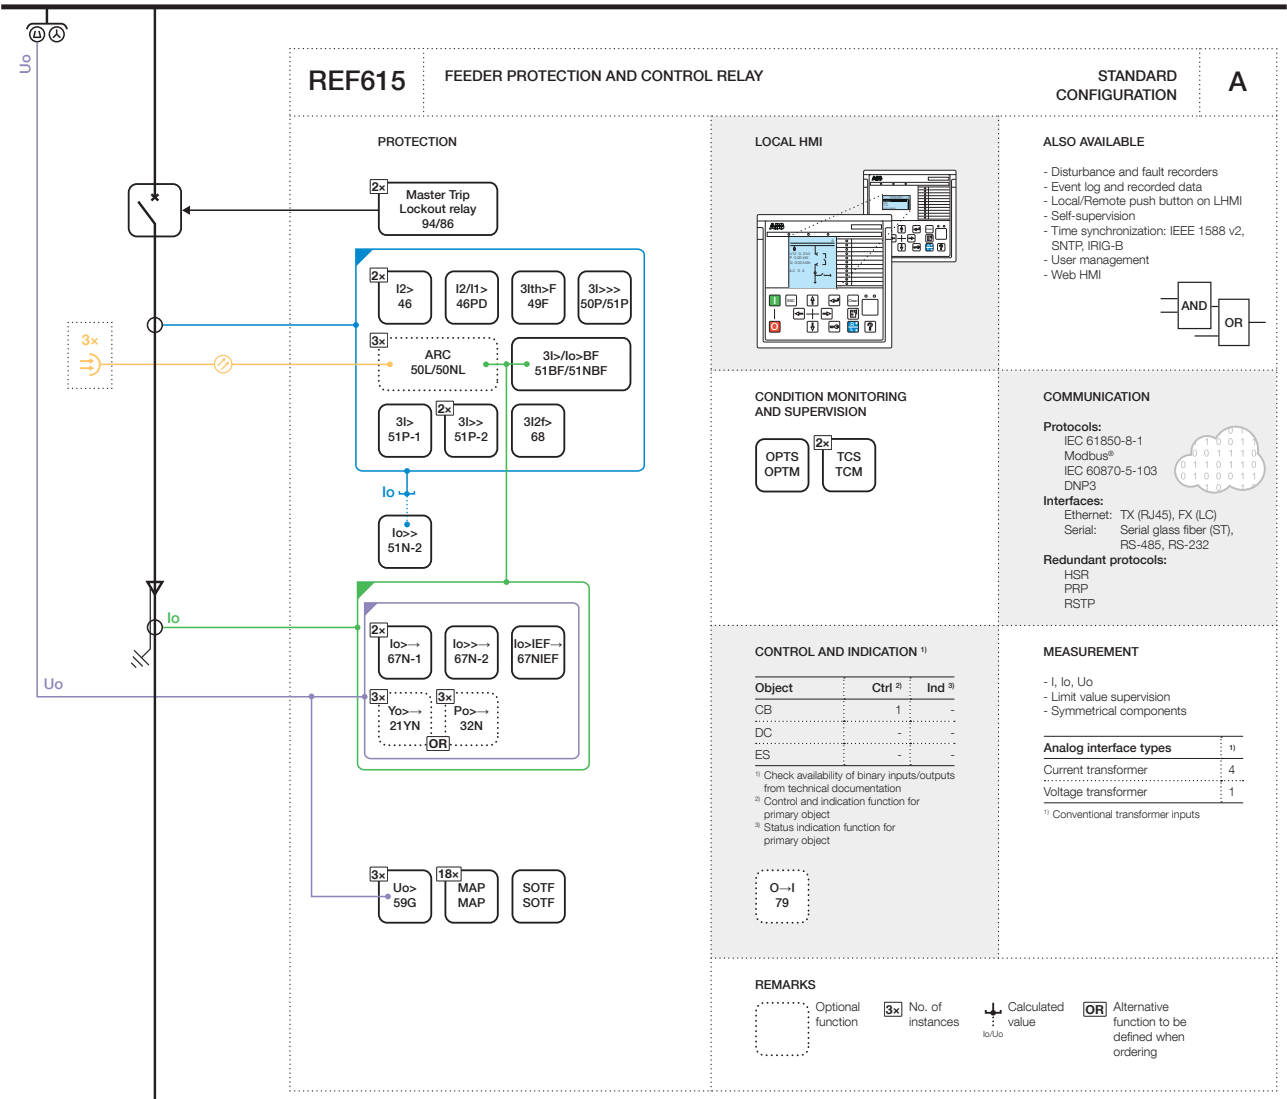 Uo
REF615
FEEDER PROTECTION AND CONTROL RELAY
STANDARD
CONFIGURATION
A
PROTECTION
2×
Master Trip
Lockout relay
94/86
2×
I2>
46
I2/I1>
46PD
3Ith>F
49F
3I>>>
50P/51P
3×
3×
ARC
50L/50NL
3I>/Io>BF
51BF/51NBF
3I>
51P-1
2×
3I>>
51P-2
3I2f>
68
Io
Io>>
51N-2
Io
2×
Io>→
67N-1
Io>>→
67N-2
Io>IEF→
67NIEF
Uo
3×
Yo>→
21YN
3×
Po>→
32N
OR
3×
Uo>
59G
18×
MAP
MAP
SOTF
SOTF
LOCAL HMI
ABB
ABB
ALSO AVAILABLE
- Disturbance and fault recorders
- Event log and recorded data
- Local/Remote push button on LHMI
- Self-supervision
- Time synchronization: IEEE 1588 v2,
SNTP, IRIG-B
- User management
- Web HMI
AND
OR
CONDITION MONITORING
AND SUPERVISION
OPTS
OPTM
2×
TCS
TCM
COMMUNICATION
Protocols:
IEC 61850-8-1
Modbus®
IEC 60870-5-103
DNP3
Interfaces:
Ethernet: TX (RJ45), FX (LC)
Serial: Serial glass fiber (ST),
RS-485, RS-232
Redundant protocols:
HSR
PRP
RSTP
CONTROL AND INDICATION 1)
Object Ctrl 2) Ind 3)
CB 1 -
DC - -
ES - -
1) Check availability of binary inputs/outputs
from technical documentation
2) Control and indication function for
primary object
3) Status indication function for
primary object
O→I
79
MEASUREMENT
- I, Io, Uo
- Limit value supervision
- Symmetrical components
Analog interface types 1)
Current transformer 4
Voltage transformer 1
1) Conventional transformer inputs
REMARKS
Optional
function
3×
No. of
instances
Io/Uo
Calculated
value
OR
Alternative
function to be
defined when
ordering